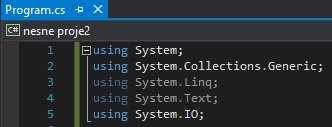 Program.cs
C# nesne proje2
1 using System;
2 using System.Collections.Generic;
3 using System.Linq;
4 using System.Text;
5 using System.IO;